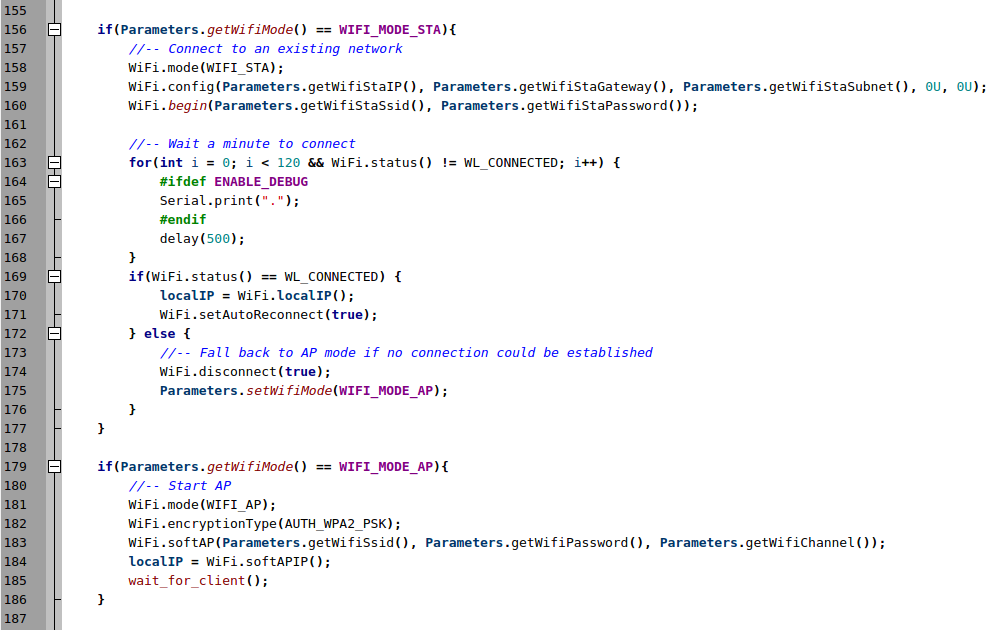 155
156 if(Parameters.getWifiMode() == WIFI_MODE_STA){
157 //-- Connect to an existing network
158 WiFi.mode(WIFI_STA);
159 WiFi.config(Parameters.getWifiStaIP(), Parameters.getWifiStaGateway(), Parameters.getWifiStaSubnet(), 0U, 0U);
160 WiFi.begin(Parameters.getWifiStaSsid(), Parameters.getWifiStaPassword());
161
162 //-- Wait a minute to connect
163 for(int i = 0; i < 120 && WiFi.status() != WL_CONNECTED; i++) {
164 #ifdef ENABLE_DEBUG
165 Serial.print(".");
166 #endif
167 delay(500);
168 }
169 if(WiFi.status() == WL_CONNECTED) {
170 localIP = WiFi.localIP();
171 WiFi.setAutoReconnect(true);
172 } else {
173 //-- Fall back to AP mode if no connection could be established
174 WiFi.disconnect(true);
175 Parameters.setWifiMode(WIFI_MODE_AP);
176 }
177 }
178
179 if(Parameters.getWifiMode() == WIFI_MODE_AP){
180 //-- Start AP
181 WiFi.mode(WIFI_AP);
182 WiFi.encryptionType(AUTH_WPA2_PSK);
183 WiFi.softAP(Parameters.getWifiSsid(), Parameters.getWifiPassword(), Parameters.getWifiChannel());
184 localIP = WiFi.softAPIP();
185 wait_for_client();
186 }
187